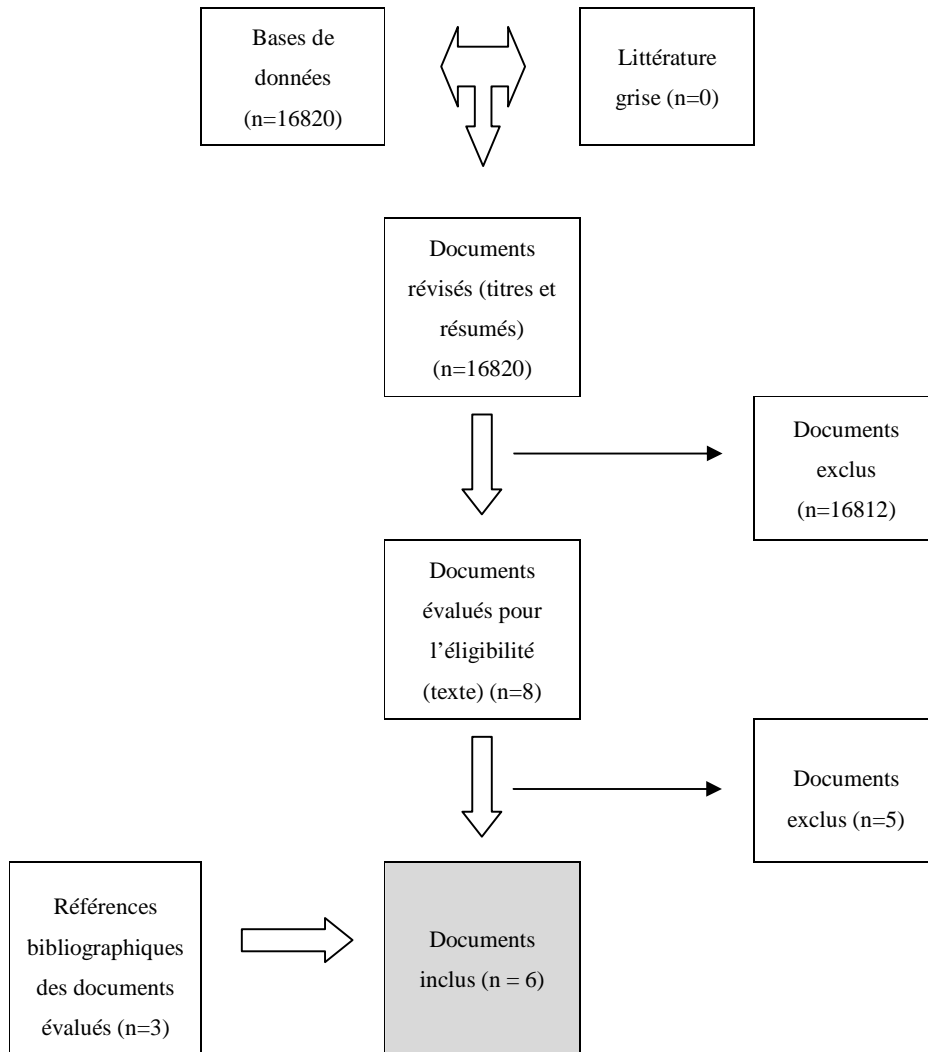 Bases de
données
(n=16820)
Littérature
grise (n=0)
Documents
révisés (titres et
résumés)
(n=16820)
Documents
exclus
(n=16812)
Documents
évalués pour
l’éligibilité
(texte) (n=8)
Documents
exclus (n=5)
Références
bibliographiques
des documents
évalués (n=3)
Documents
inclus (n = 6)